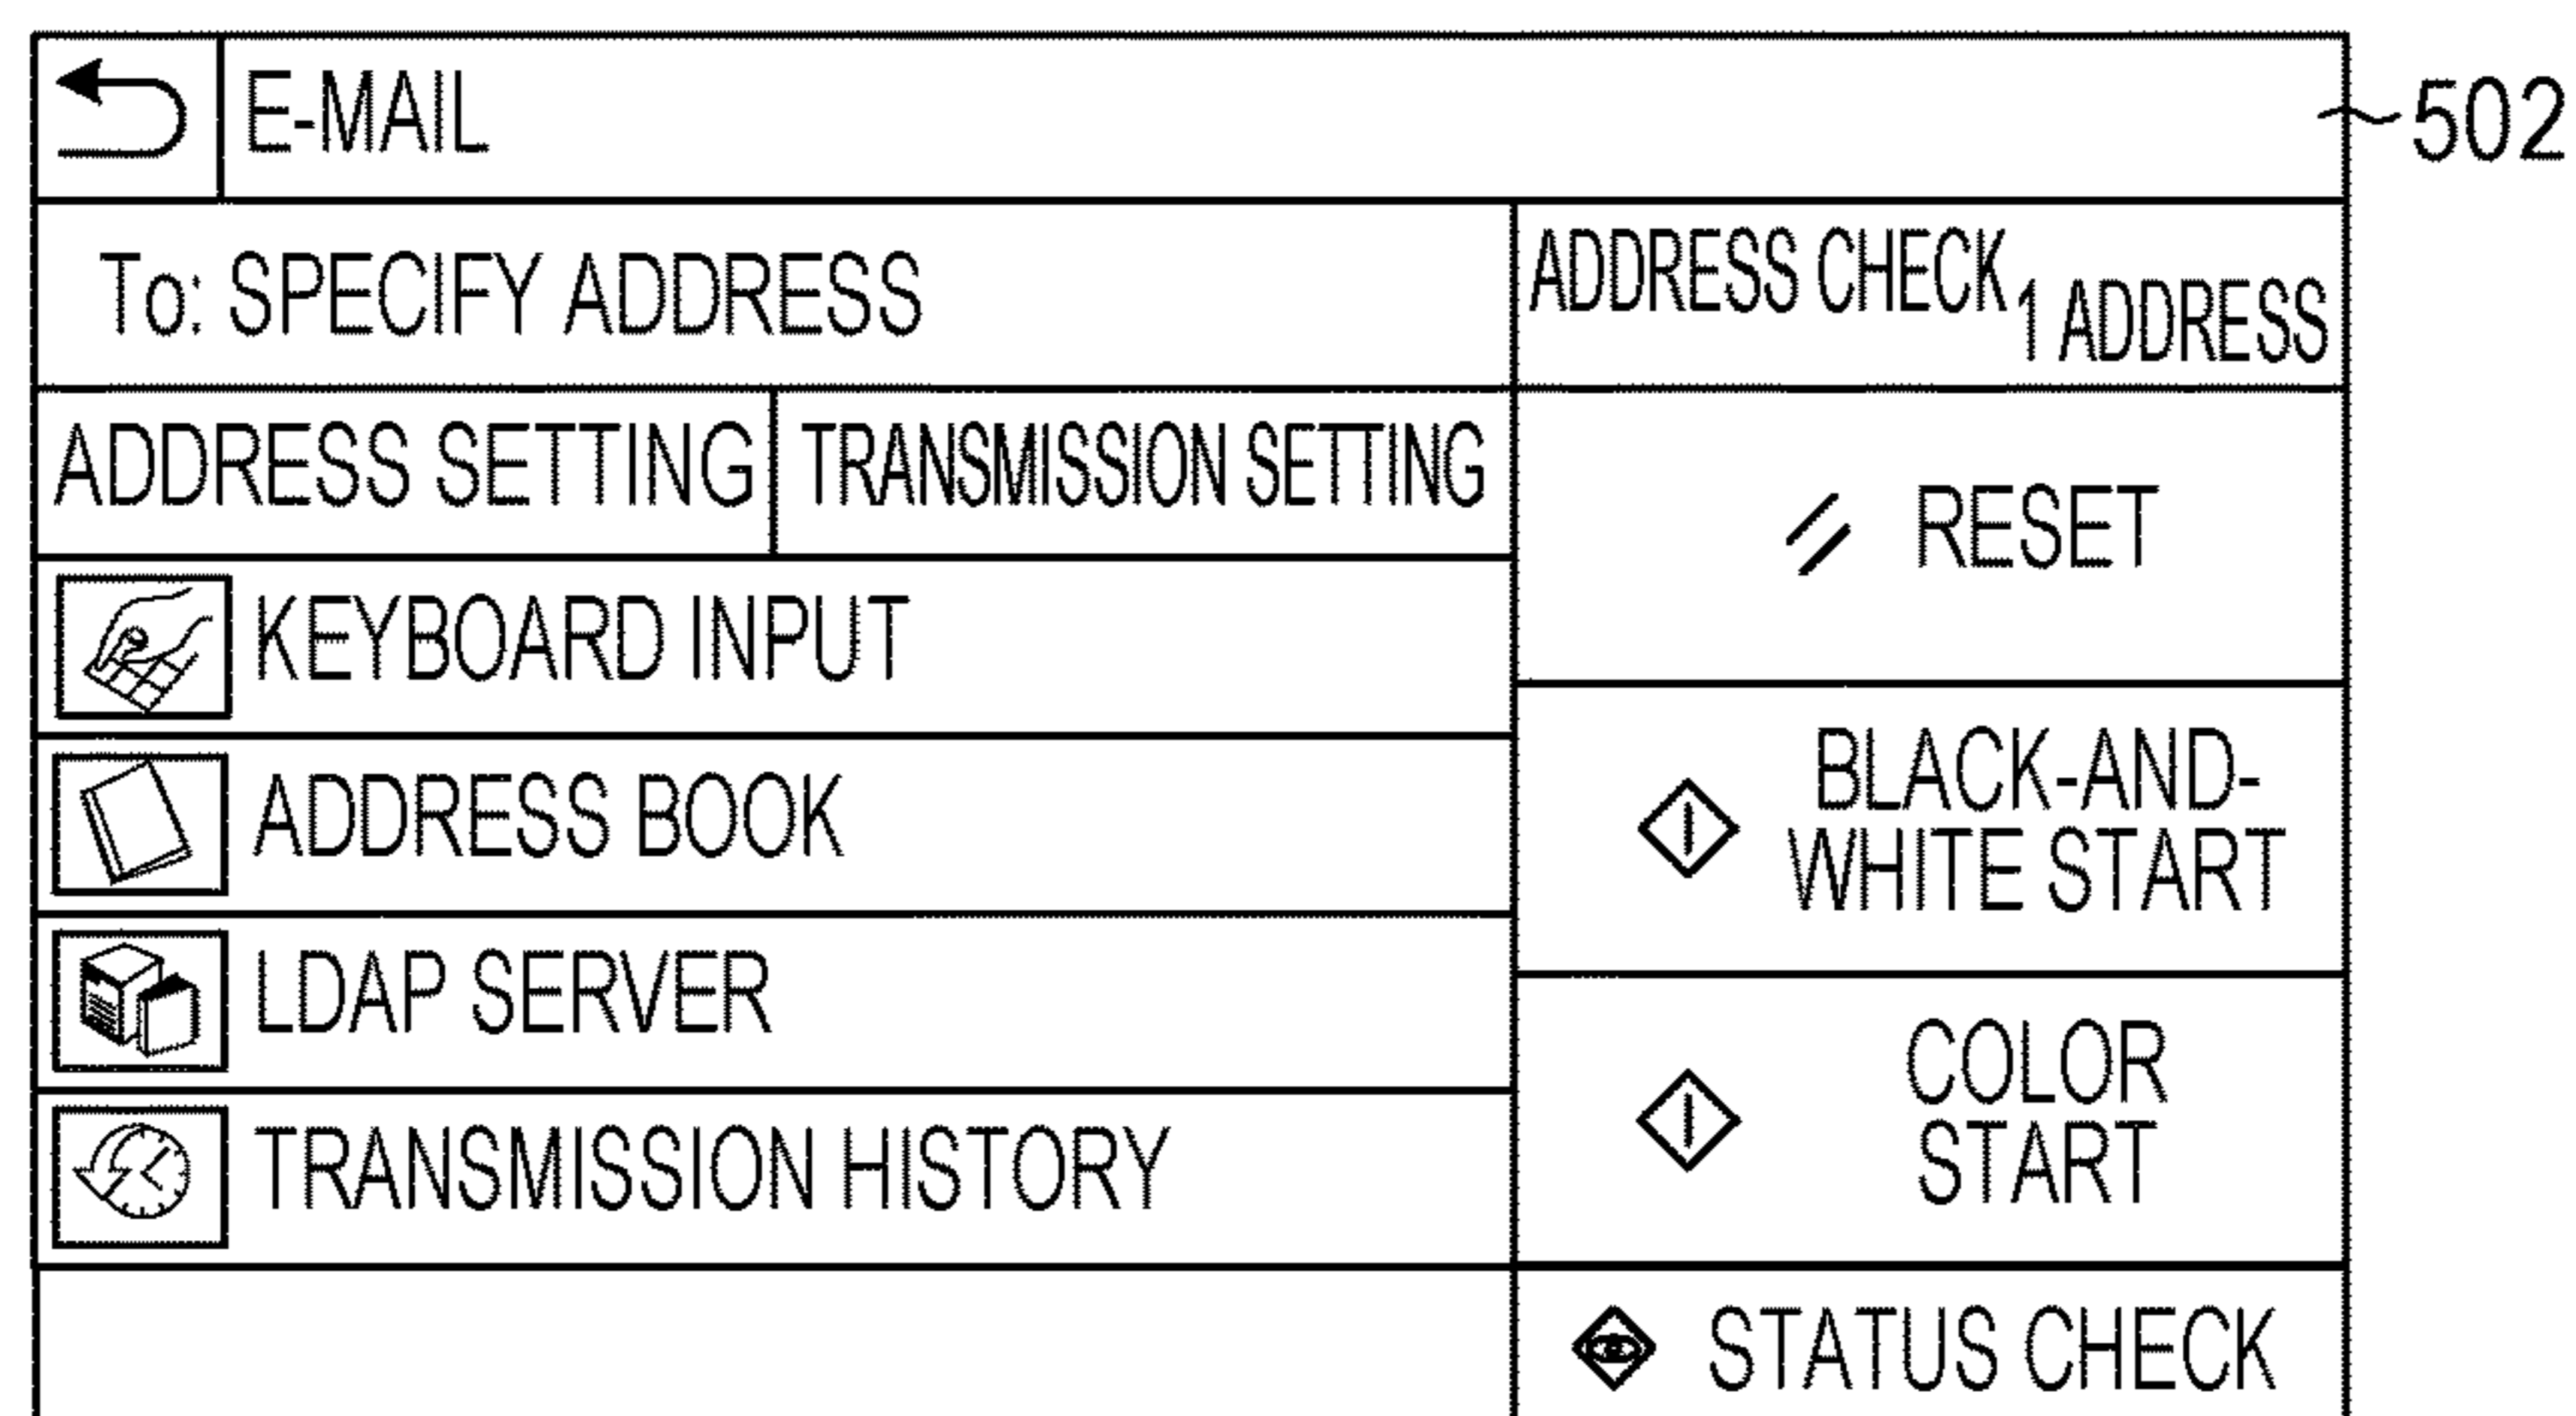 E-MAIL
502
To: SPECIFY ADDRESS
ADDRESS CHECK
1 ADDRESS
ADDRESS SETTING
TRANSMISSION SETTING
KEYBOARD INPUT
ADDRESS BOOK
LDAP SERVER
TRANSMISSION HISTORY
RESET
BLACK-AND-
WHITE START
COLOR
START
STATUS CHECK